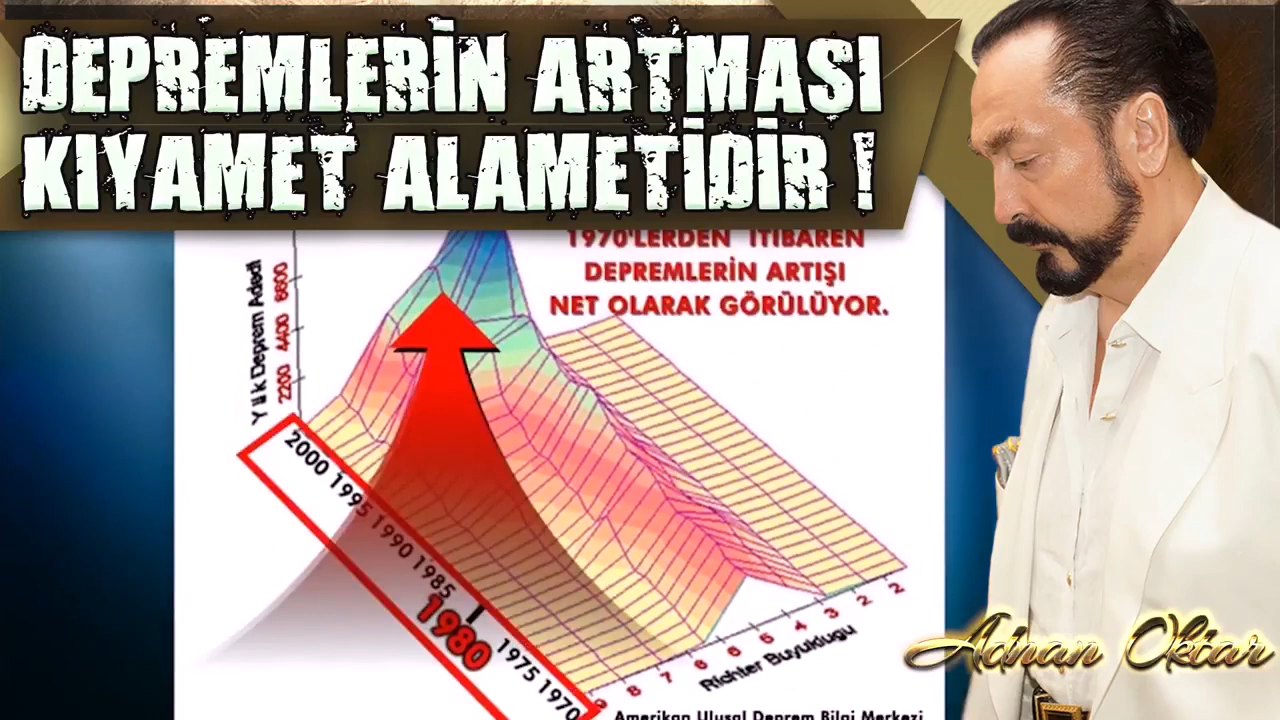 DEPREMLERİN ARTMASI
KIYAMET ALAMETİDİR !
1970'LERDEN İTİBAREN
DEPREMLERİN ARTIŞI
NET OLARAK GÖRÜLÜYOR.
Yıllık Deprem Adedi
2200 4400 6600
2000 1995 1990 1985 1980 1975 1970
8 7 6 6 5 4 3 2 2
Richter Buyuklugu
Amerikan Ulusal Deprem Bilgi Merkezi
Adnan Oktar